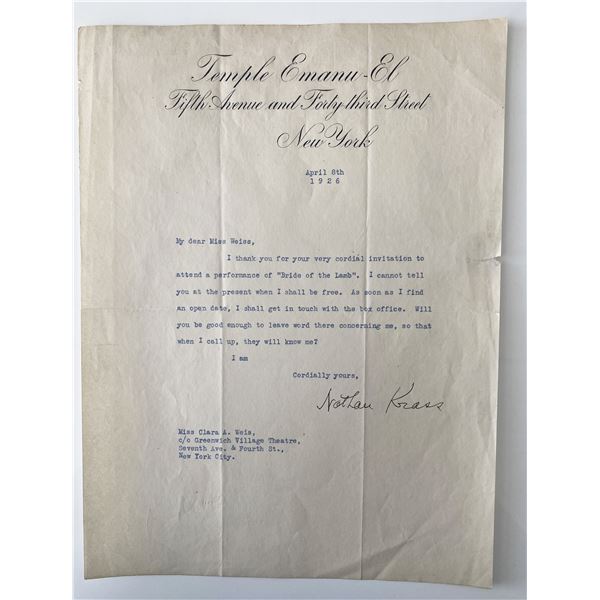 Temple Emanu-El
Fifth Avenue and Forty-third Street
New York
April 8th
1926
My dear Miss Weiss,
I thank you for your very cordial invitation to
attend a performance of "Bride of the Lamb". I cannot tell
you at the present when I shall be free. As soon as I find
an open date, I shall get in touch with the box office. Will
you be good enough to leave word there concerning me, so that
when I call up, they will know me?
I am
Cordially yours,
Nathan Krass
Miss Clara A. Weis,
c/o Greenwich Village Theatre,
Seventh Ave. & Fourth St.,
New York City.